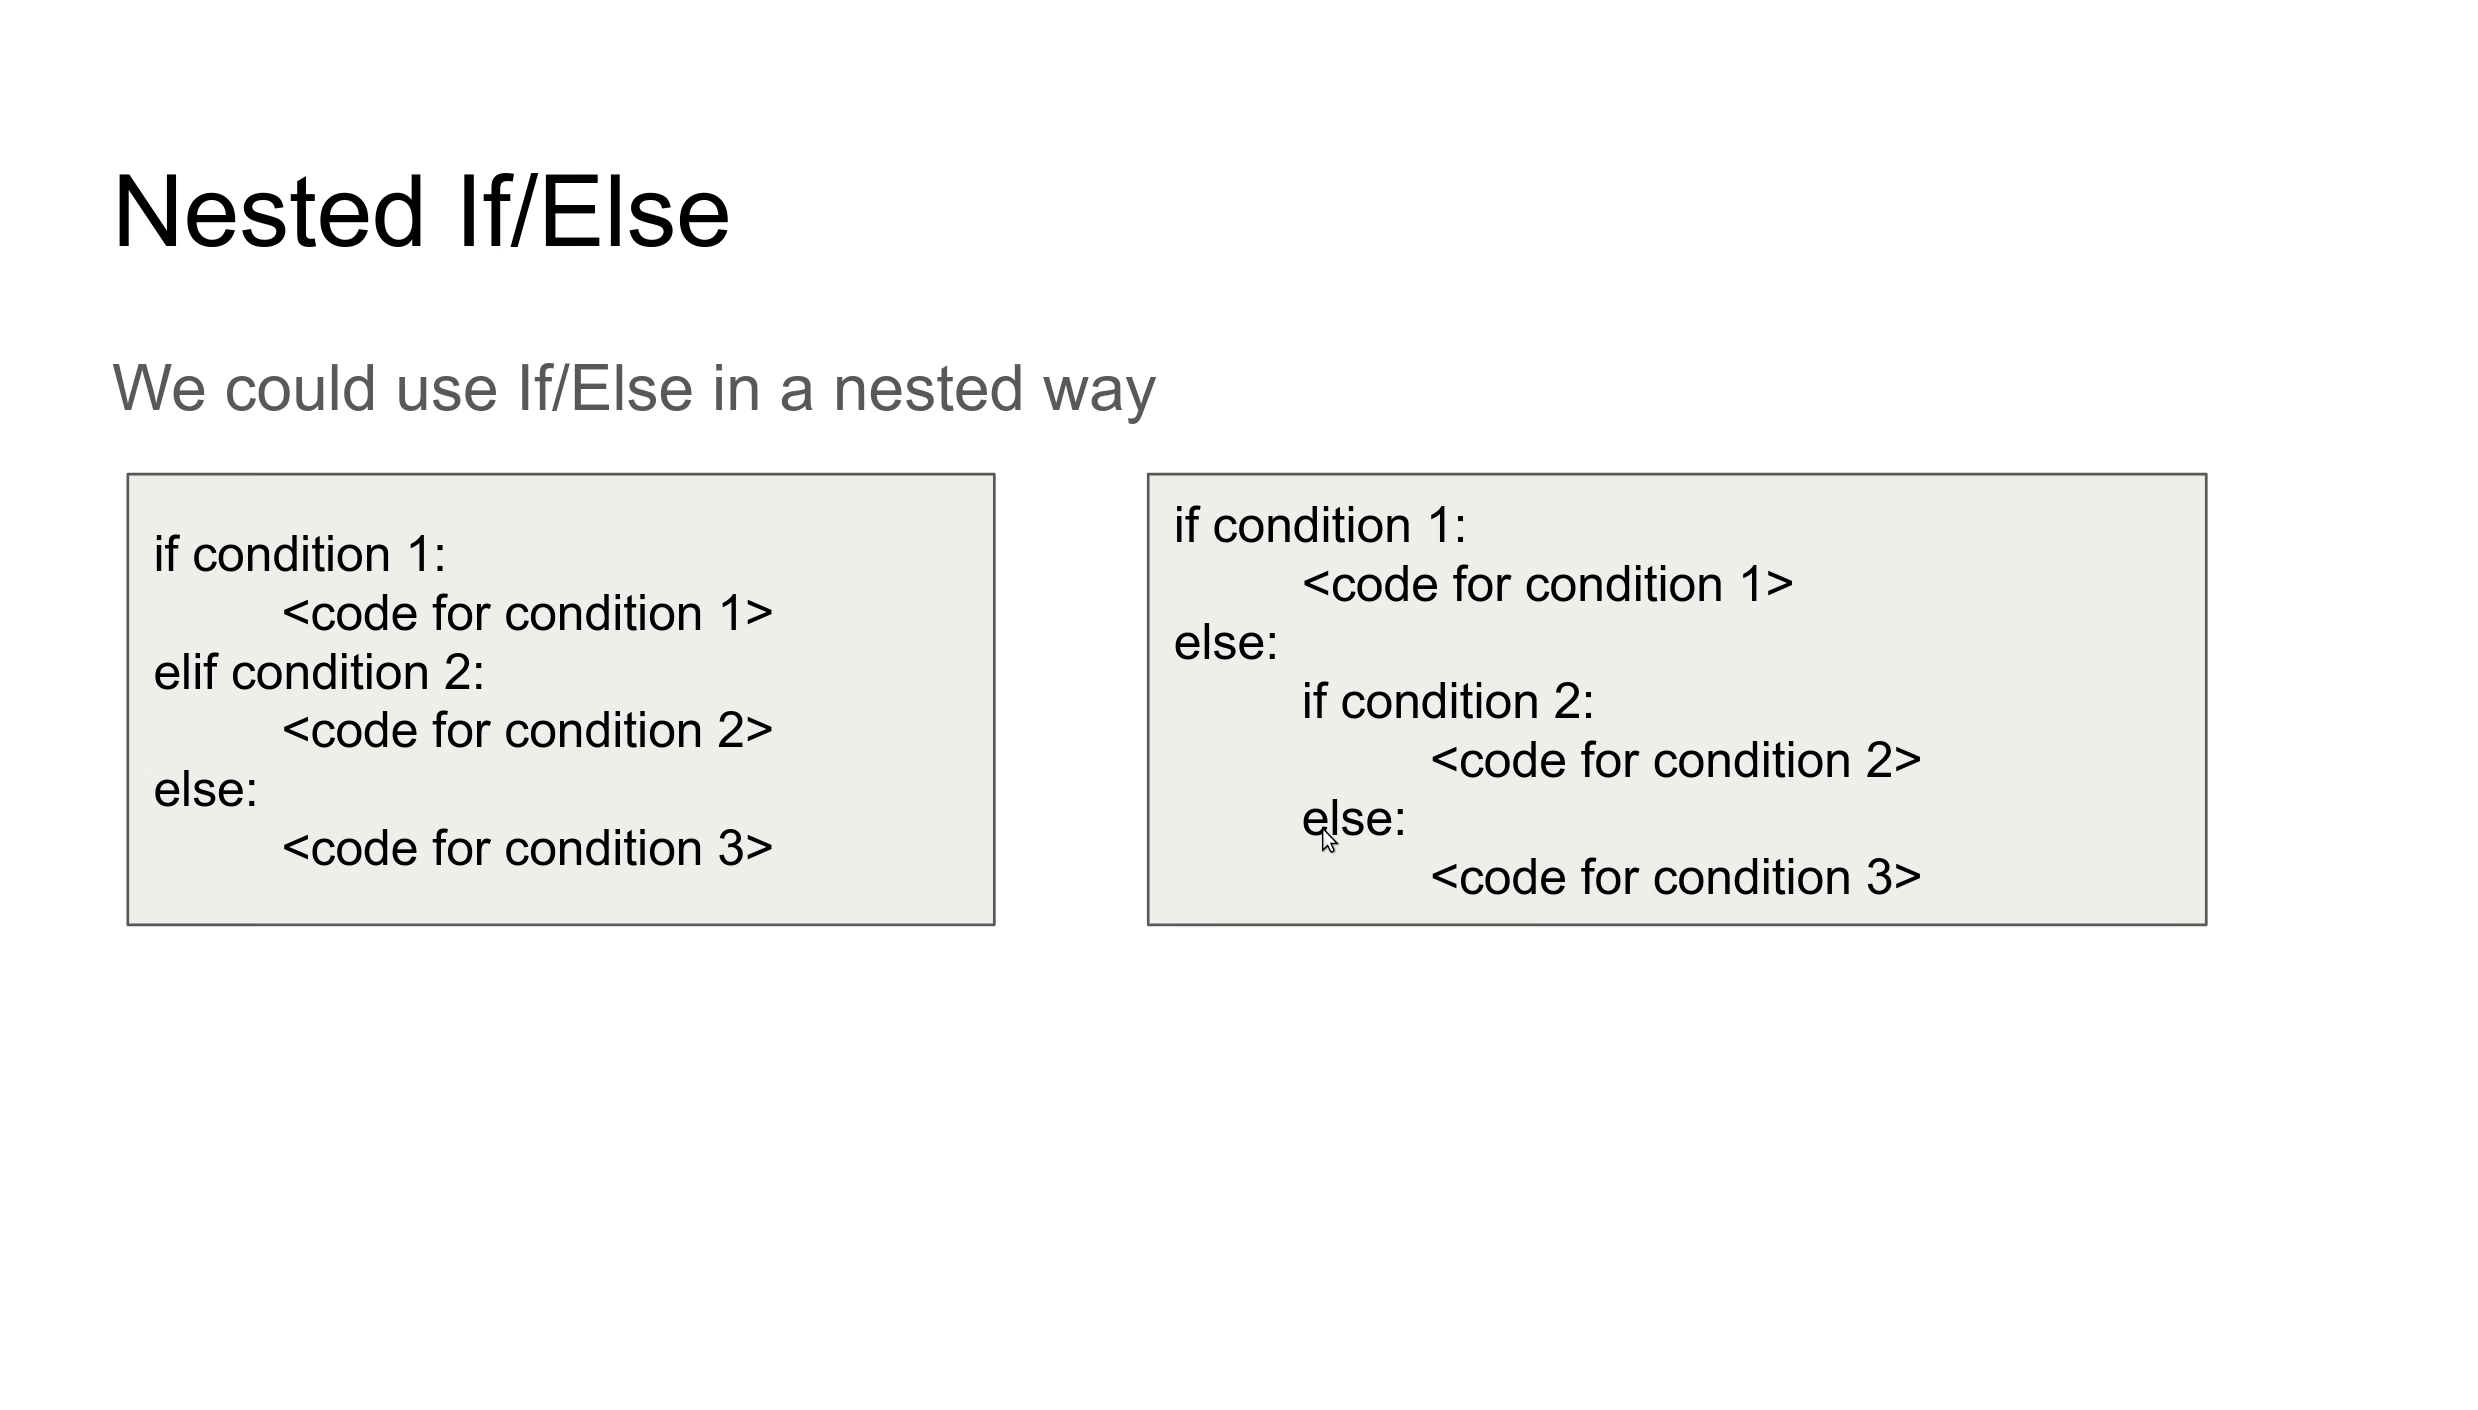 Nested If/Else
We could use If/Else in a nested way
if condition 1:
<code for condition 1>
elif condition 2:
<code for condition 2>
else:
<code for condition 3>
if condition 1:
<code for condition 1>
else:
if condition 2:
<code for condition 2>
else:
<code for condition 3>